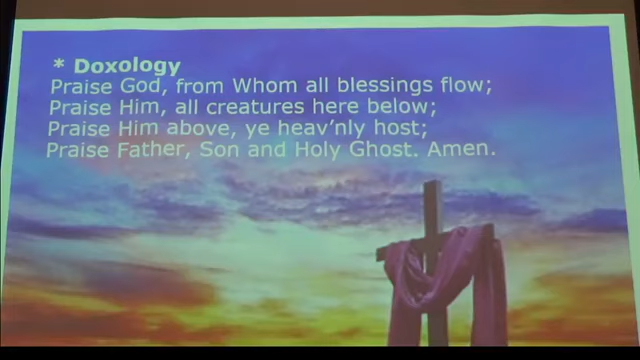 * Doxology
Praise God, from Whom all blessings flow;
Praise Him, all creatures here below;
Praise Him above, ye heav'nly host;
Praise Father, Son and Holy Ghost. Amen.